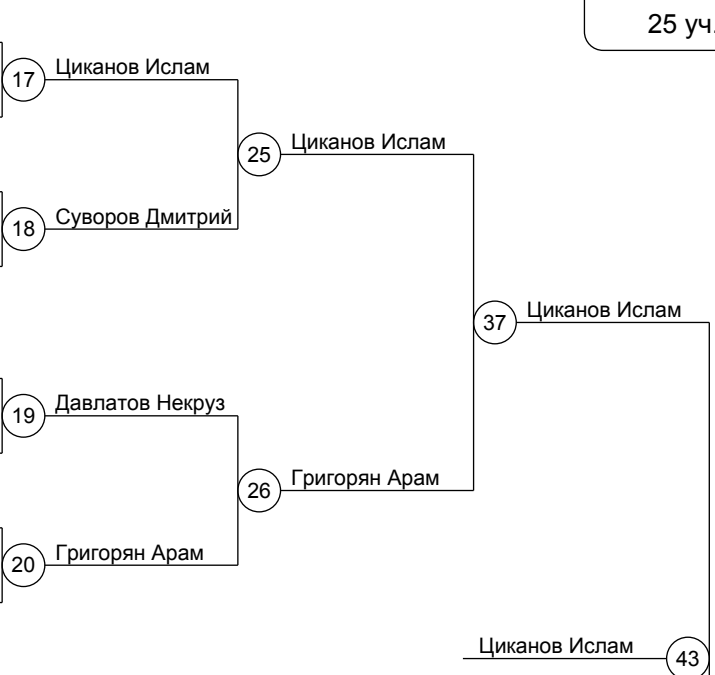 25 уч.
17 Циканов Ислам
25 Циканов Ислам
18 Суворов Дмитрий
37 Циканов Ислам
19 Давлатов Некруз
26 Григорян Арам
20 Григорян Арам
Циканов Ислам 43